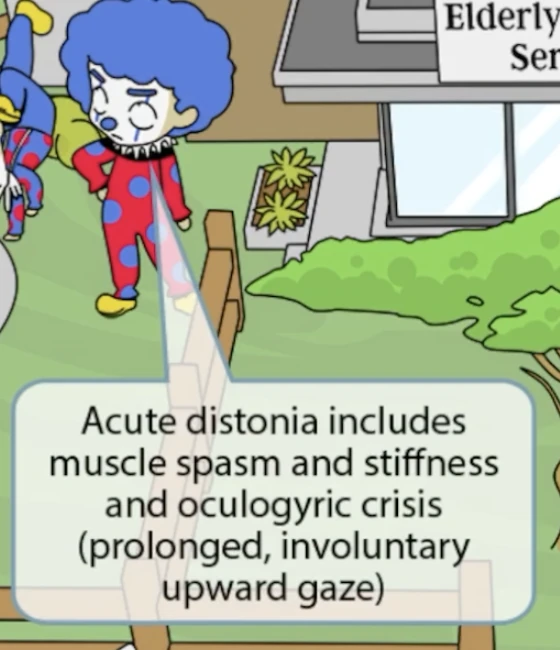 Elderly
Ser
Acute distonia includes
muscle spasm and stiffness
and oculogyric crisis
(prolonged, involuntary
upward gaze)